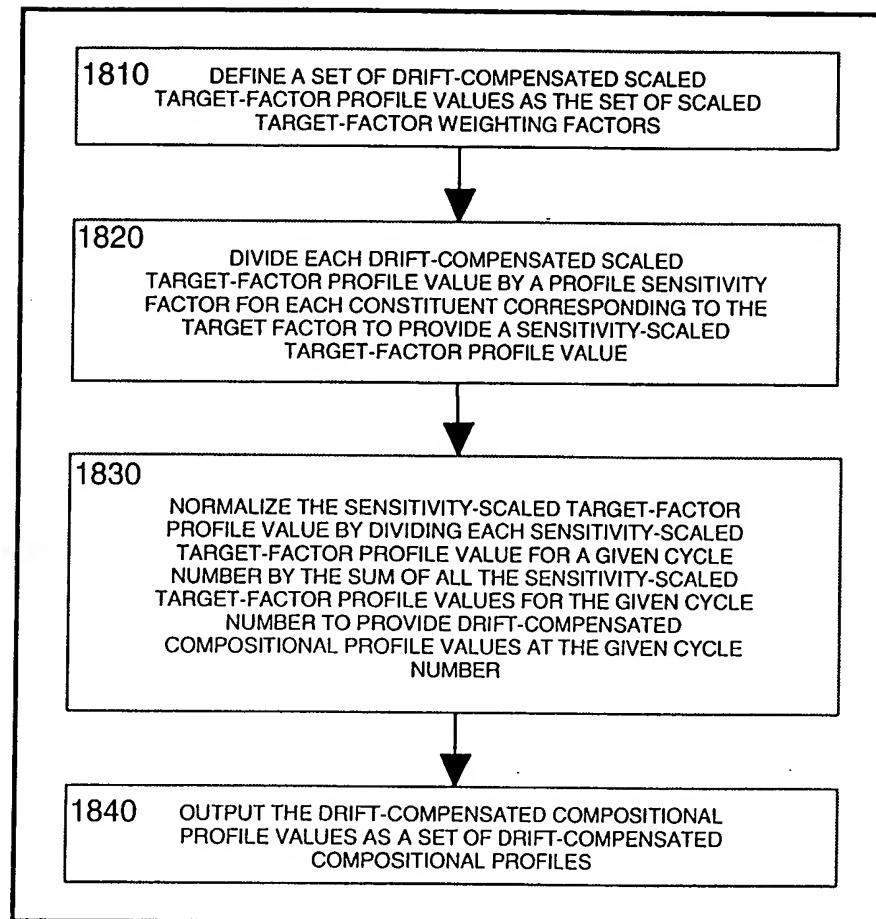 1810 DEFINE A SET OF DRIFT-COMPENSATED SCALED
TARGET-FACTOR PROFILE VALUES AS THE SET OF SCALED
TARGET-FACTOR WEIGHTING FACTORS
1820
DIVIDE EACH DRIFT-COMPENSATED SCALED
TARGET-FACTOR PROFILE VALUE BY A PROFILE SENSITIVITY
FACTOR FOR EACH CONSTITUENT CORRESPONDING TO THE
TARGET FACTOR TO PROVIDE A SENSITIVITY-SCALED
TARGET-FACTOR PROFILE VALUE
1830
NORMALIZE THE SENSITIVITY-SCALED TARGET-FACTOR
PROFILE VALUE BY DIVIDING EACH SENSITIVITY-SCALED
TARGET-FACTOR PROFILE VALUE FOR A GIVEN CYCLE
NUMBER BY THE SUM OF ALL THE SENSITIVITY-SCALED
TARGET-FACTOR PROFILE VALUES FOR THE GIVEN CYCLE
NUMBER TO PROVIDE DRIFT-COMPENSATED
COMPOSITIONAL PROFILE VALUES AT THE GIVEN CYCLE
NUMBER
1840 OUTPUT THE DRIFT-COMPENSATED COMPOSITIONAL
PROFILE VALUES AS A SET OF DRIFT-COMPENSATED
COMPOSITIONAL PROFILES